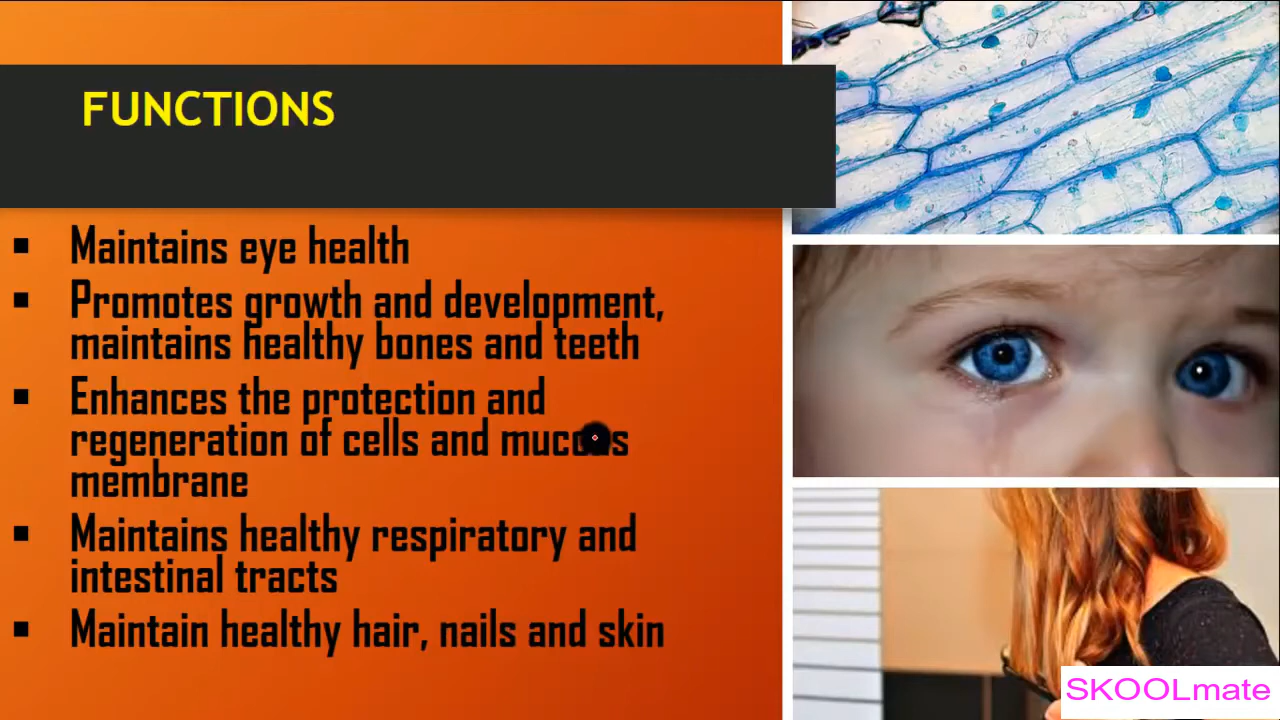 FUNCTIONS
Maintains eye health
Promotes growth and development,
maintains healthy bones and teeth
Enhances the protection and
regeneration of cells and mucous
membrane
Maintains healthy respiratory and
intestinal tracts
Maintain healthy hair, nails and skin
SKOOLmate